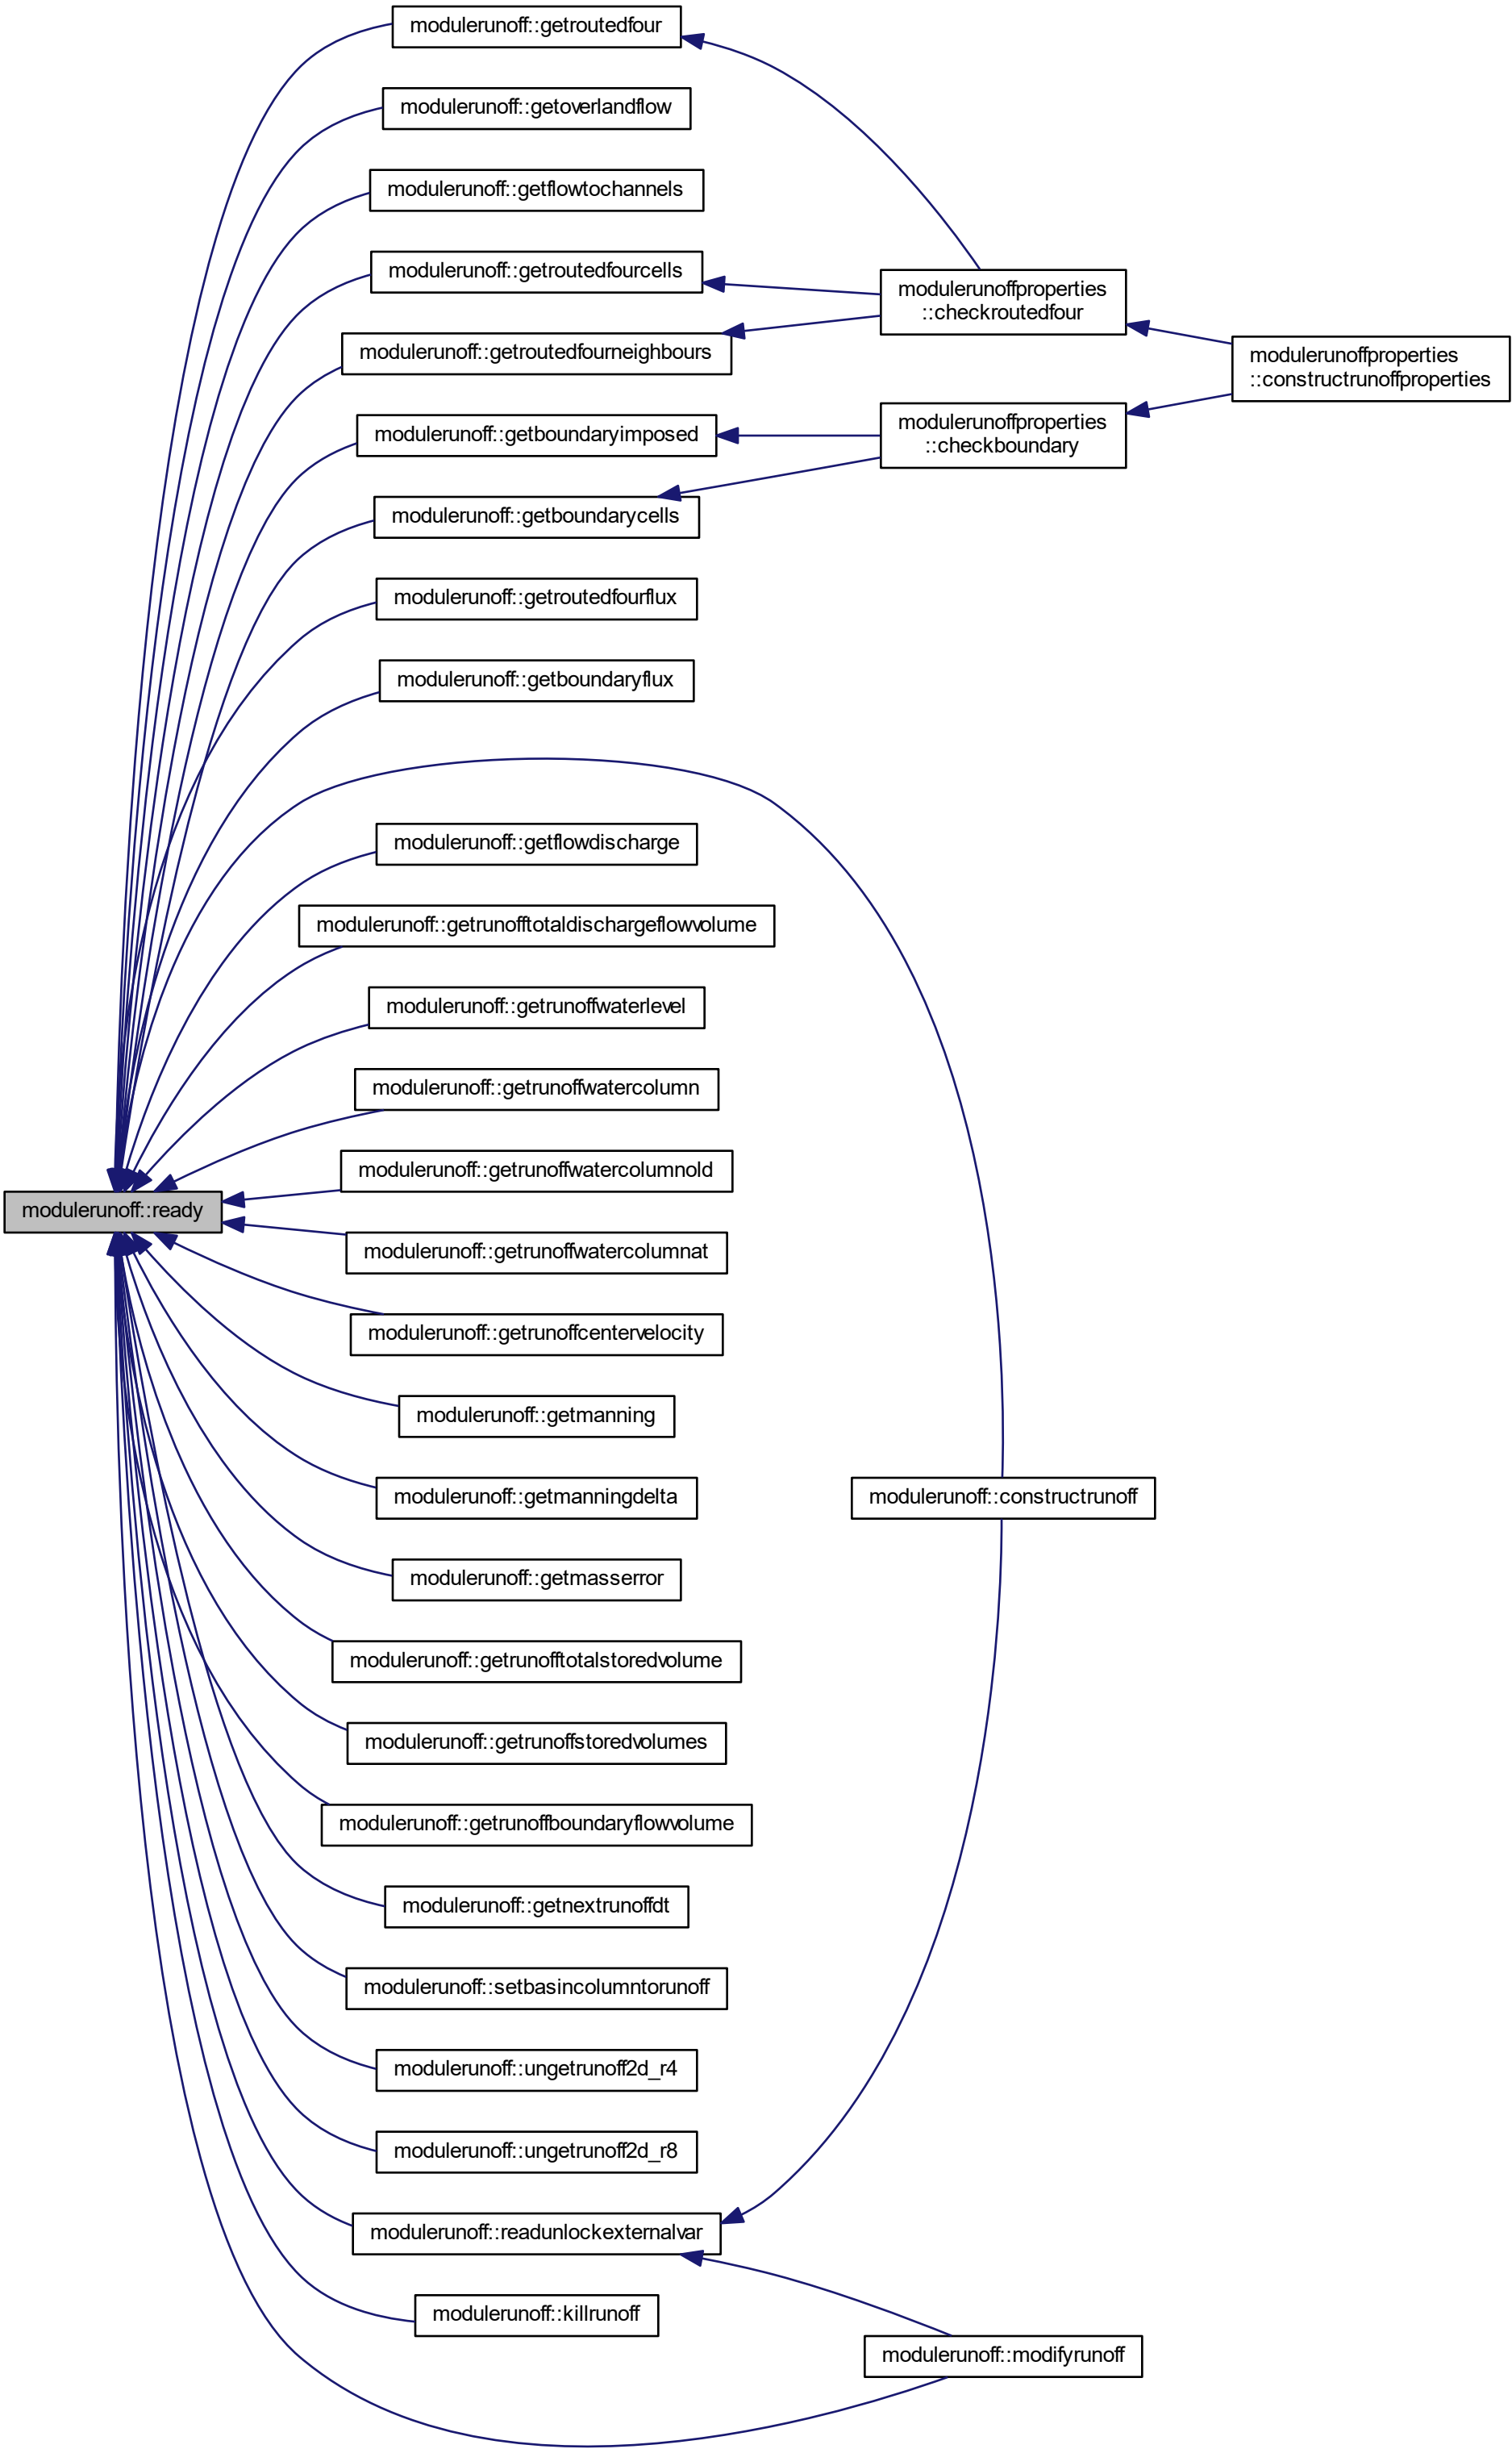 modulerunoff::getroutedfour
modulerunoff::getoverlandflow
modulerunoff::getflowtochannels
modulerunoff::getroutedfourcells
modulerunoffproperties
::checkroutedfour
modulerunoff::getroutedfourneighbours
modulerunoffproperties
::constructrunoffproperties
modulerunoff::getboundaryimposed
modulerunoffproperties
::checkboundary
modulerunoff::getboundarycells
modulerunoff::getroutedfourflux
modulerunoff::getboundaryflux
modulerunoff::getflowdischarge
modulerunoff::getrunofftotaldischargeflowvolume
modulerunoff::getrunoffwaterlevel
modulerunoff::getrunoffwatercolumn
modulerunoff::getrunoffwatercolumnold
modulerunoff::ready
modulerunoff::getrunoffwatercolumnat
modulerunoff::getrunoffcentervelocity
modulerunoff::getmanning
modulerunoff::getmanningdelta
modulerunoff::constructrunoff
modulerunoff::getmasserror
modulerunoff::getrunofftotalstoredvolume
modulerunoff::getrunoffstoredvolumes
modulerunoff::getrunoffboundaryflowvolume
modulerunoff::getnextrunoffdt
modulerunoff::setbasincolumntorunoff
modulerunoff::ungetrunoff2d_r4
modulerunoff::ungetrunoff2d_r8
modulerunoff::readunlockexternalvar
modulerunoff::killrunoff
modulerunoff::modifyrunoff